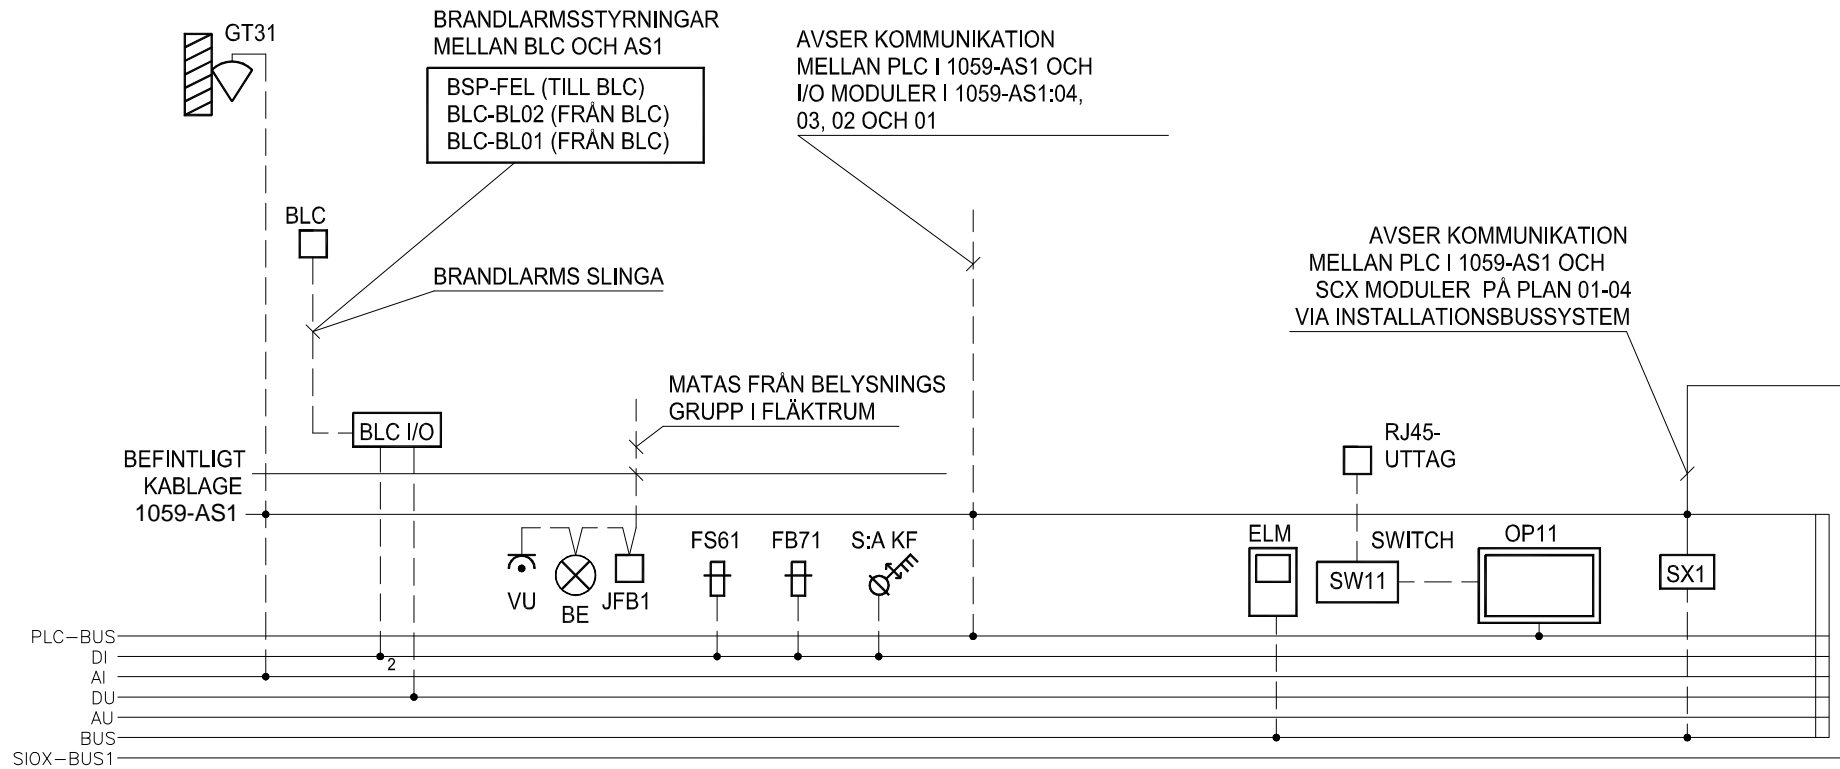 GT31
BRANDLARMSSTYRNINGAR
MELLAN BLC OCH AS1
BSP-FEL (TILL BLC)
BLC-BL02 (FRÅN BLC)
BLC-BL01 (FRÅN BLC)
AVSER KOMMUNIKATION
MELLAN PLC I 1059-AS1 OCH
I/O MODULER I 1059-AS1:04,
03, 02 OCH 01
BLC
BRANDLARMS SLINGA
AVSER KOMMUNIKATION
MELLAN PLC I 1059-AS1 OCH
SCX MODULER PÅ PLAN 01-04
VIA INSTALLATIONSBUSSYSTEM
MATAS FRÅN BELYSNINGS
GRUPP I FLÄKTRUM
BLC I/O
RJ45-
UTTAG
BEFINTLIGT
KABLAGE
1059-AS1
VU
BE
JFB1
FS61
FB71
S:A KF
ELM
SWITCH
SW11
OP11
SX1
PLC-BUS
DI
2
AI
DU
AU
BUS
SIOX-BUS1